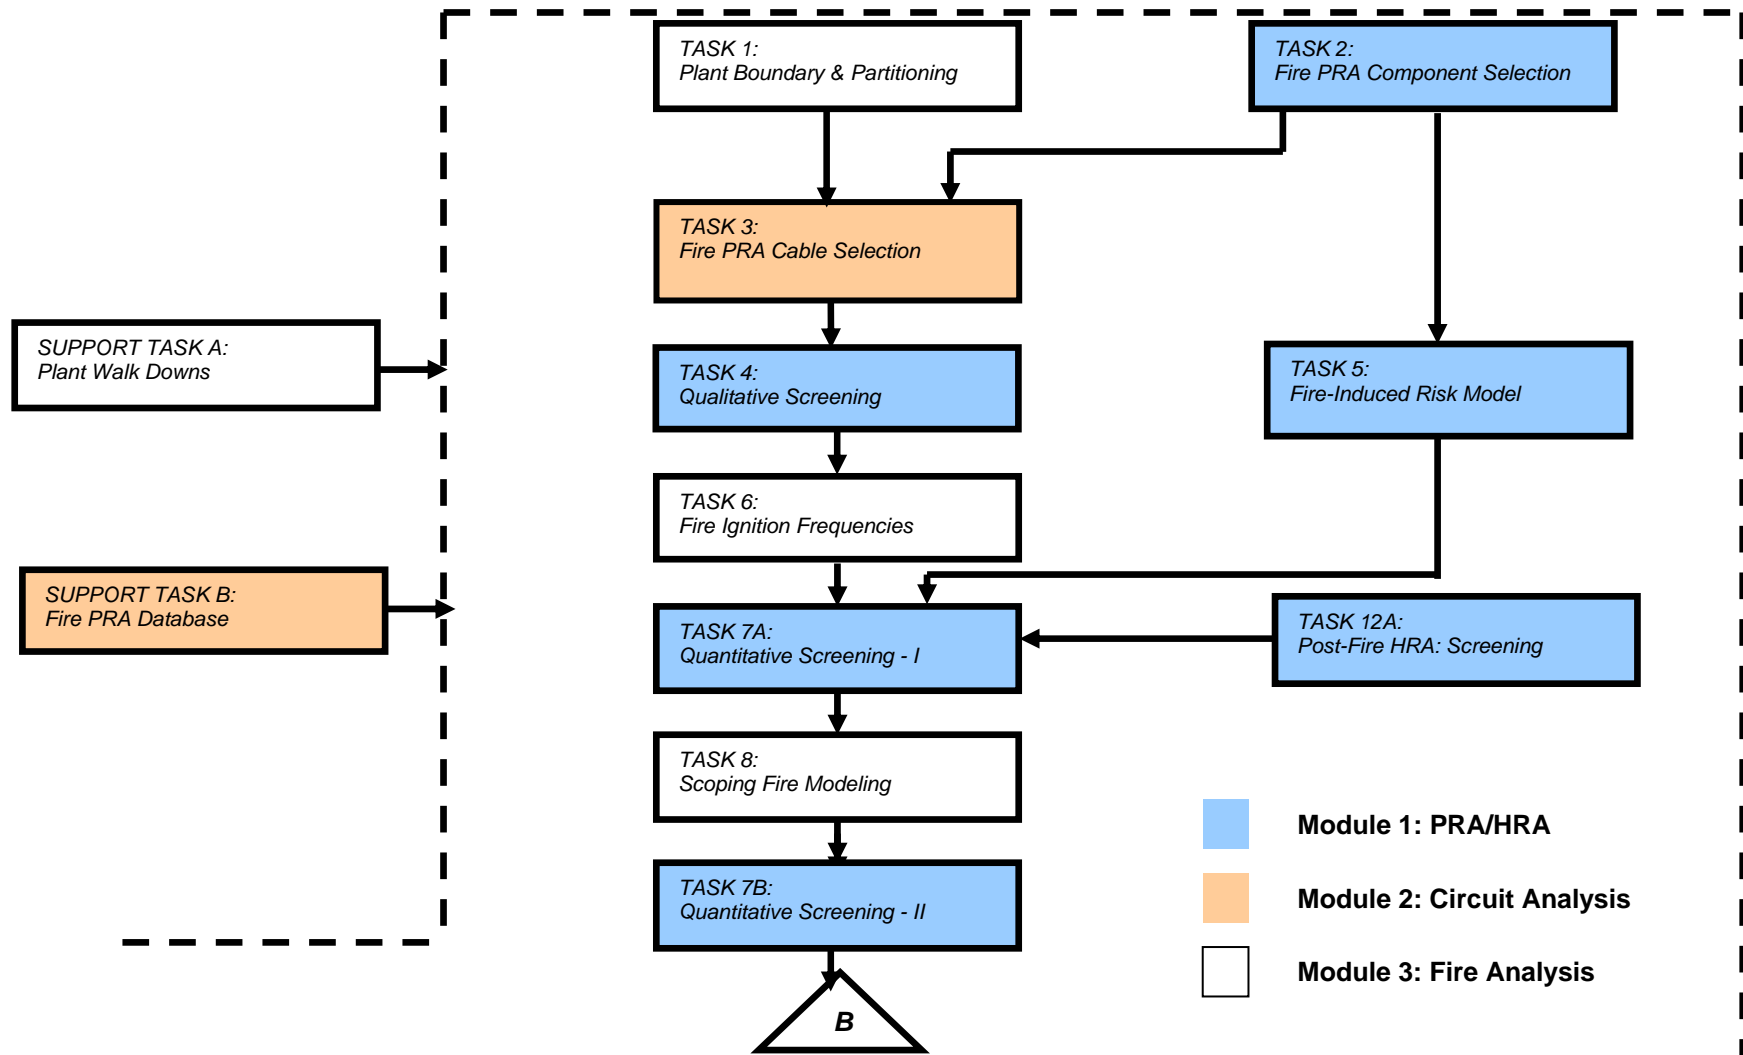 TASK 1:
Plant Boundary & Partitioning
TASK 2:
Fire PRA Component Selection
TASK 3:
Fire PRA Cable Selection
SUPPORT TASK A:
Plant Walk Downs
TASK 4:
Qualitative Screening
TASK 5:
Fire-Induced Risk Model
TASK 6:
Fire Ignition Frequencies
SUPPORT TASK B:
Fire PRA Database
TASK 7A:
Quantitative Screening - I
TASK 12A:
Post-Fire HRA: Screening
TASK 8:
Scoping Fire Modeling
TASK 7B:
Quantitative Screening - II
Module 1: PRA/HRA
Module 2: Circuit Analysis
Module 3: Fire Analysis
B